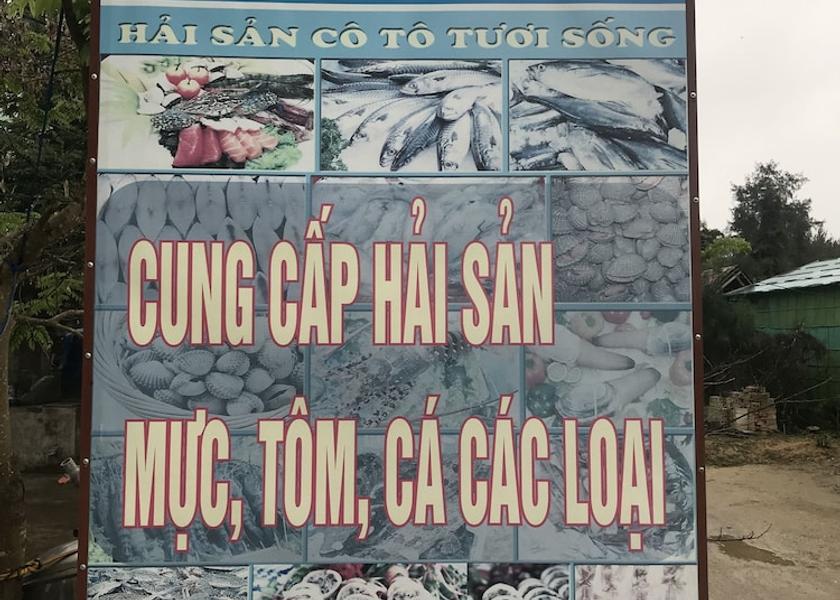 HẢI SẢN CÔ TÔ TƯƠI SỐNG
CUNG CẤP HẢI SẢN
MỰC, TÔM, CÁ CÁC LOẠI